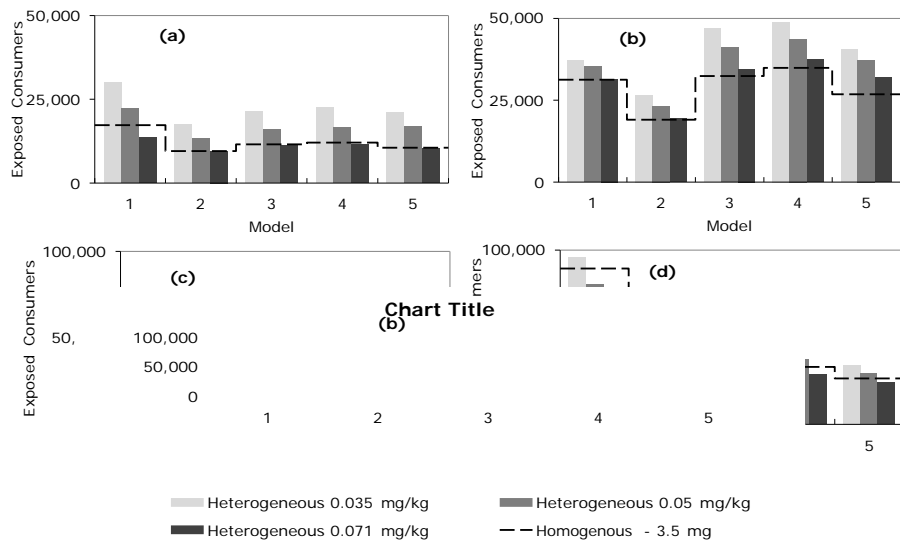 50,000
25,000
0
Exposed Consumers
(a)
1 2 3 4 5
Model
50,000
25,000
0
Exposed Consumers
(b)
1 2 3 4 5
Model
100,000
50,
Exposed Consumers
(c)
100,000
mers
(d)
5
Chart Title
(b)
100,000
50,000
0
1 2 3 4 5
Heterogeneous 0.035 mg/kg
Heterogeneous 0.05 mg/kg
Heterogeneous 0.071 mg/kg
Homogenous - 3.5 mg